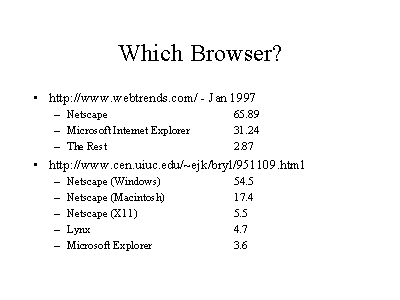 Which Browser?
• http://www.webtrends.com/ - Jan 1997
– Netscape 65.89
– Microsoft Internet Explorer 31.24
– The Rest 2.87
• http://www.cen.uiuc.edu/~ejk/bryl/951109.html
– Netscape (Windows) 54.5
– Netscape (Macintosh) 17.4
– Netscape (X11) 5.5
– Lynx 4.7
– Microsoft Explorer 3.6